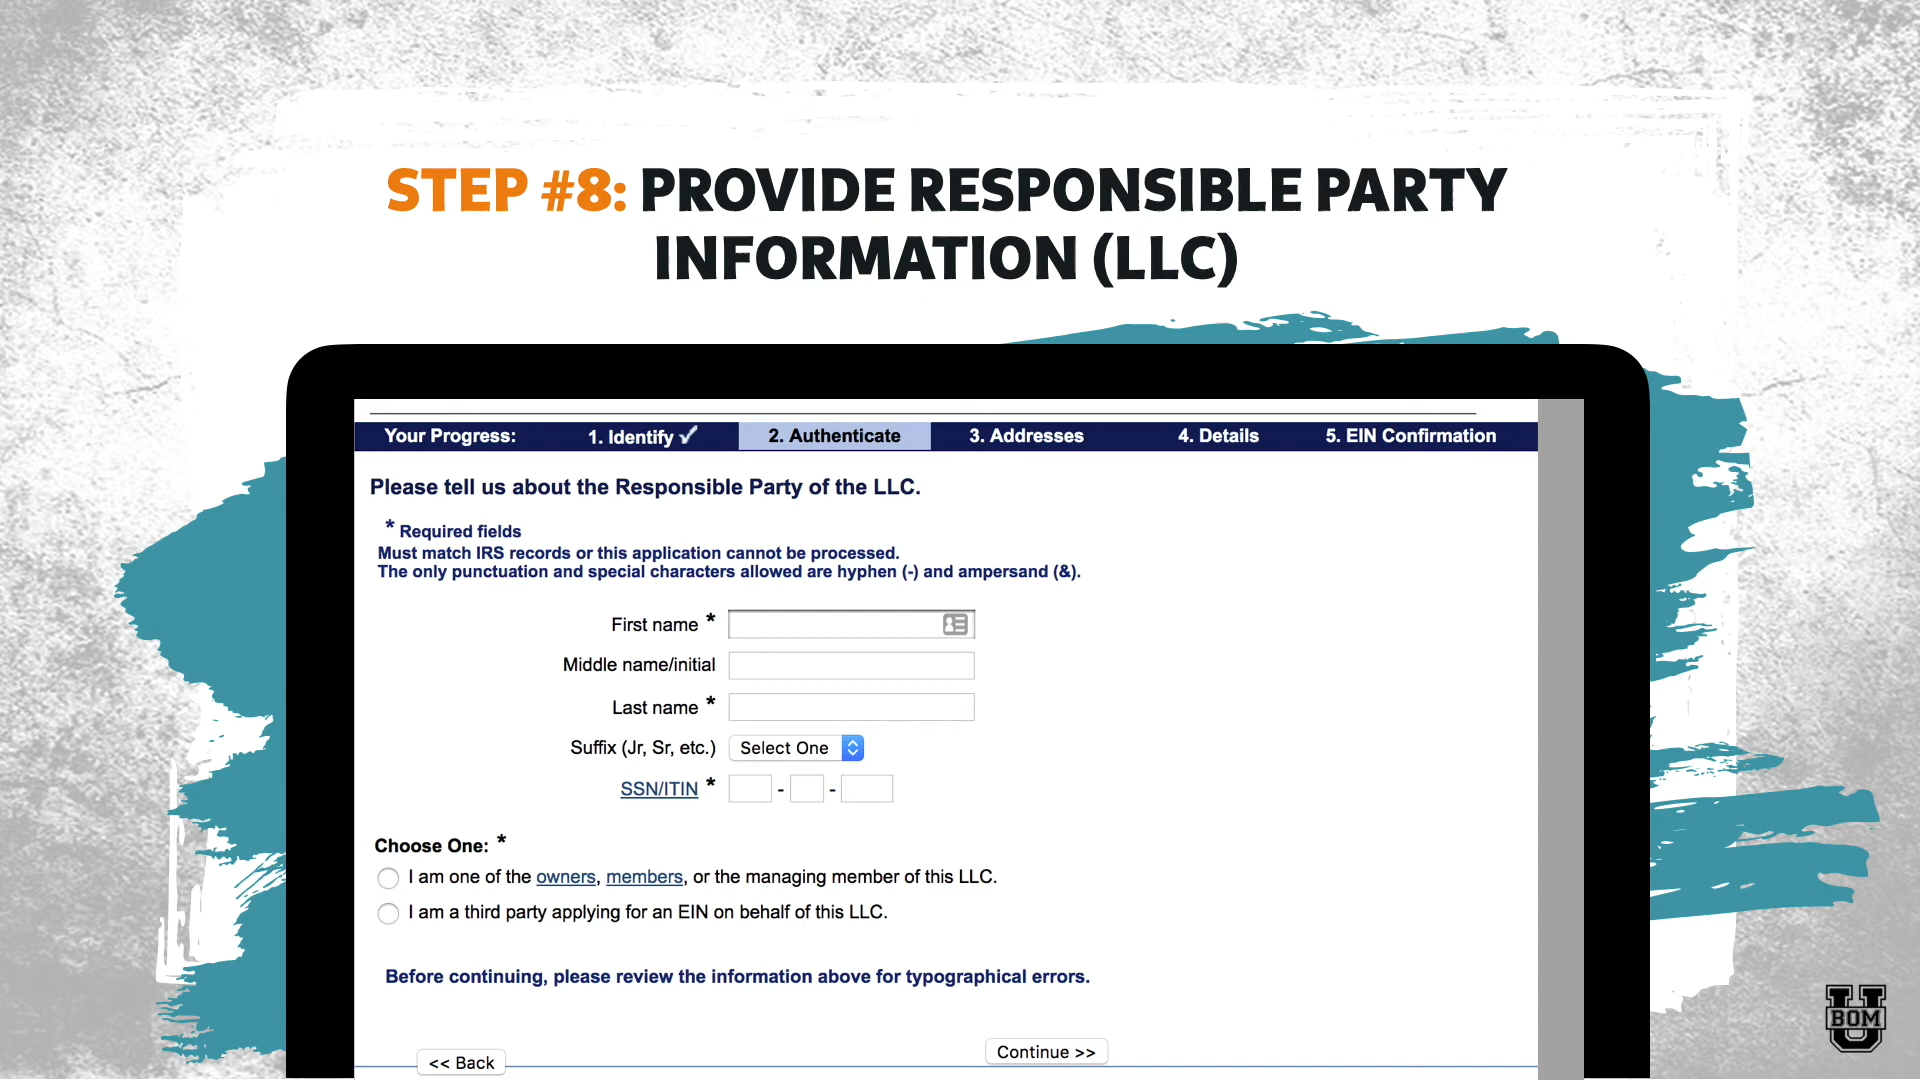 STEP #8: PROVIDE RESPONSIBLE PARTY
INFORMATION (LLC)
Your Progress: 1. Identify ✓ 2. Authenticate 3. Addresses 4. Details 5. EIN Confirmation
Please tell us about the Responsible Party of the LLC.
* Required fields
Must match IRS records or this application cannot be processed.
The only punctuation and special characters allowed are hyphen (-) and ampersand (&).
First name *
Middle name/initial
Last name *
Suffix (Jr, Sr, etc.) Select One
SSN/ITIN * - -
Choose One: *
I am one of the owners, members, or the managing member of this LLC.
I am a third party applying for an EIN on behalf of this LLC.
Before continuing, please review the information above for typographical errors.
Continue >>
<< Back
U
BOM